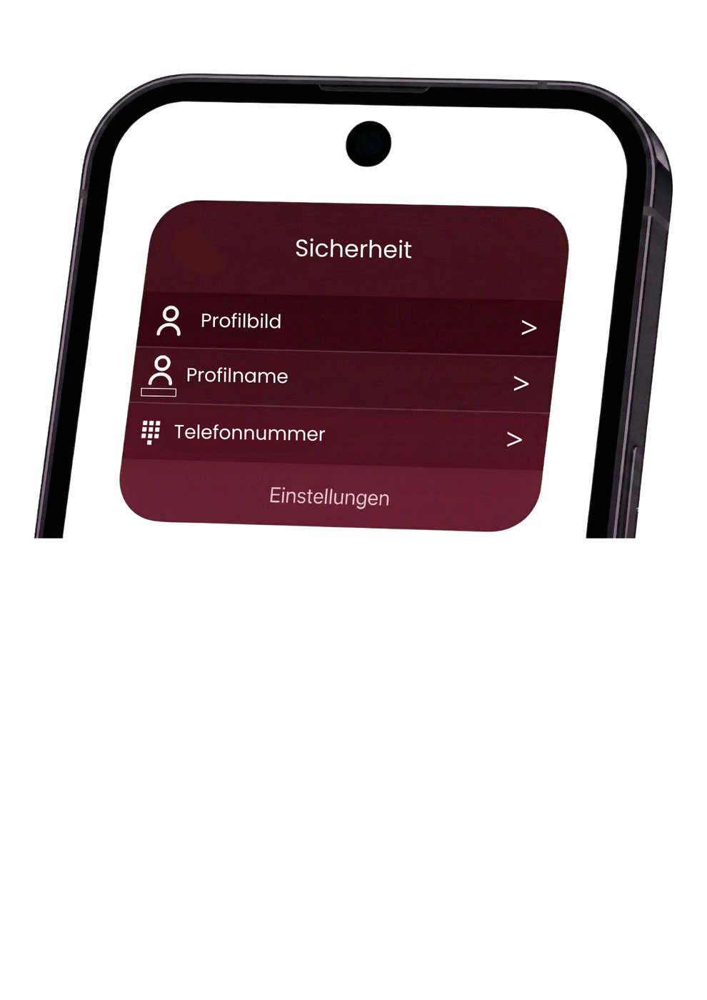 Sicherheit
Profilbild >
Profilname >
Telefonnummer >
Einstellungen